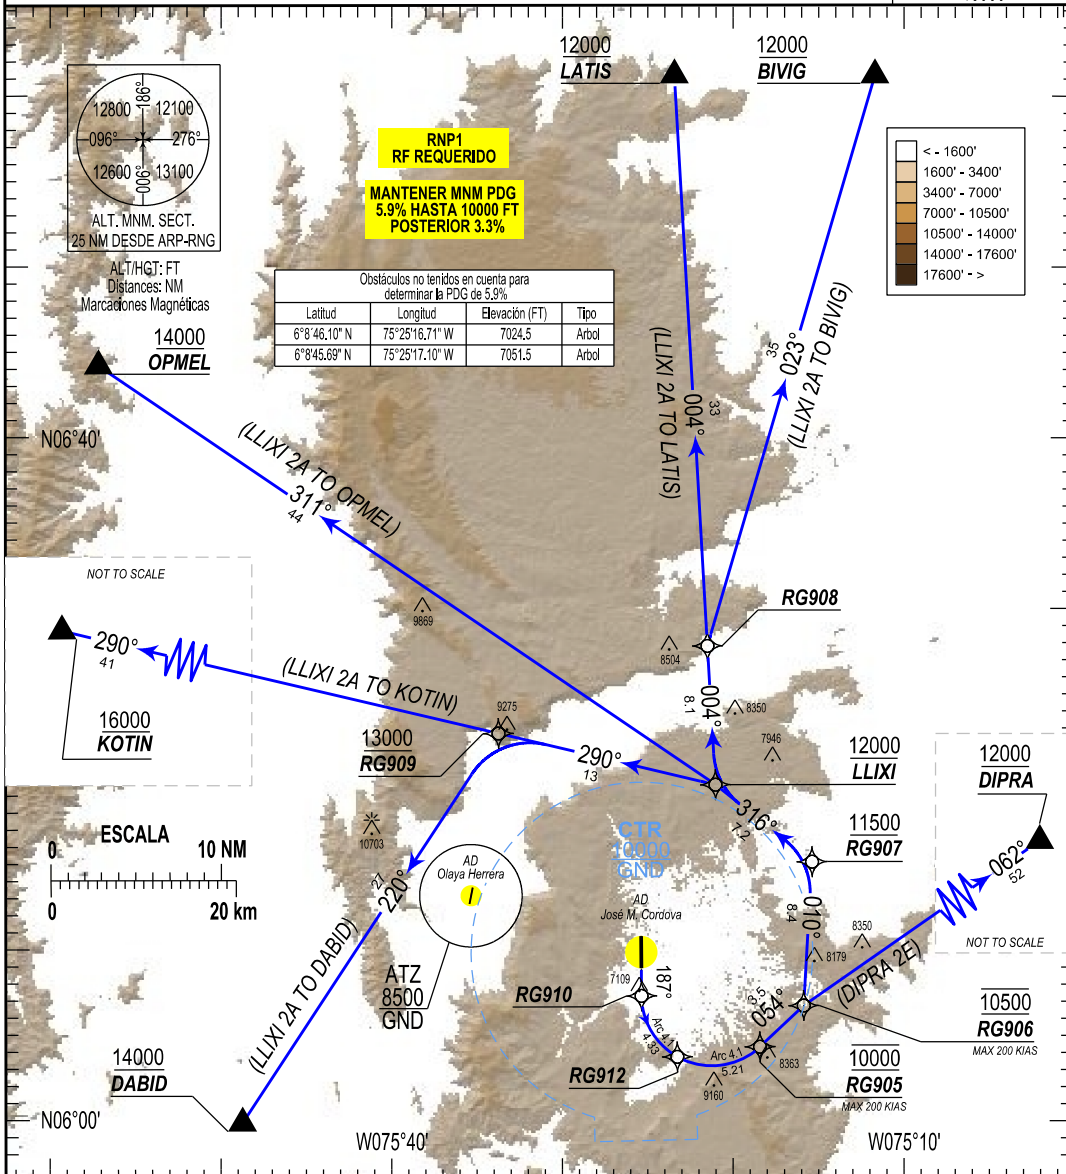 12000
LATIS
12000
BIVIG
186°
12800
12100
096°
276°
12600
13100
006°
ALT. MNM. SECT.
25 NM DESDE ARP-RNG
ALT/HGT: FT
Distances: NM
Marcaciones Magnéticas
RNP1
RF REQUERIDO
MANTENER MNM PDG
5.9% HASTA 10000 FT
POSTERIOR 3.3%
< - 1600'
1600' - 3400'
3400' - 7000'
7000' - 10500'
10500' - 14000'
14000' - 17600'
17600' - >
Obstáculos no tenidos en cuenta para
determinar la PDG de 5.9%
Latitud Longitud Elevación (FT) Tipo
6°8'46.10" N 75°25'16.71" W 7024.5 Arbol
6°8'45.69" N 75°25'17.10" W 7051.5 Arbol
14000
OPMEL
N06°40'
(LLIXI 2A TO OPMEL)
311°
44
(LLIXI 2A TO LATIS)
004°
33
(LLIXI 2A TO BIVIG)
023°
35
NOT TO SCALE
290°
41
16000
KOTIN
(LLIXI 2A TO KOTIN)
9869
8504
RG908
004°
8.1
8350
7946
9275
13000
RG909
290°
13
12000
LLIXI
316°
7.2
11500
RG907
12000
DIPRA
062°
52
NOT TO SCALE
ESCALA
0 10 NM
0 20 km
10703
AD
Olaya Herrera
CTR
10000
GND
AD
José M. Cordova
010°
8.4
8350
8179
(DIPRA 2E)
27
220°
(LLIXI 2A TO DABID)
ATZ
8500
GND
7109
187°
RG910
Arc 4.1
4.33
RG912
Arc 4.1
5.21
9160
3.5
054°
8363
10500
RG906
MAX 200 KIAS
10000
RG905
MAX 200 KIAS
14000
DABID
N06°00'
W075°40'
W075°10'